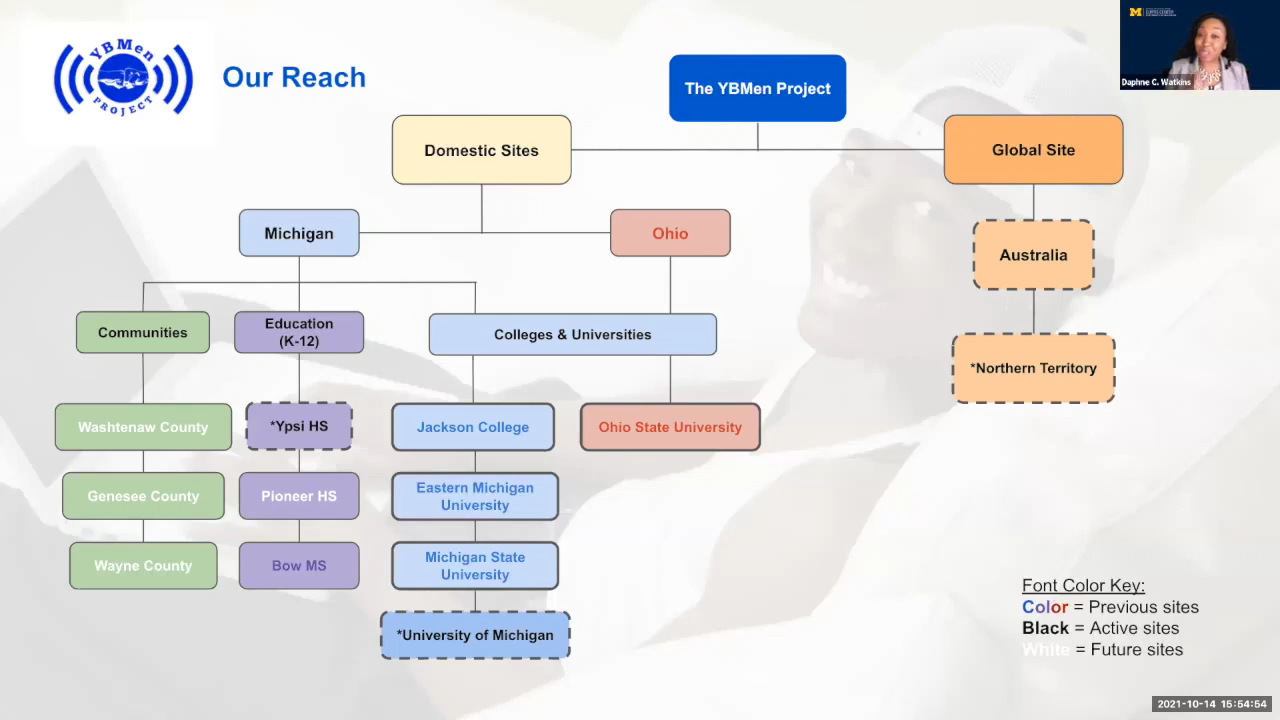 YBMen
PROJECT
Our Reach
The YBMen Project
Domestic Sites
Global Site
Michigan
Ohio
Australia
Communities
Education
(K-12)
Colleges & Universities
*Northern Territory
Washtenaw County
*Ypsi HS
Jackson College
Ohio State University
Genesee County
Pioneer HS
Eastern Michigan
University
Wayne County
Bow MS
Michigan State
University
*University of Michigan
Font Color Key:
Color = Previous sites
Black = Active sites
White = Future sites
M
Daphne C. Watkins
2021-10-14 15:54:54